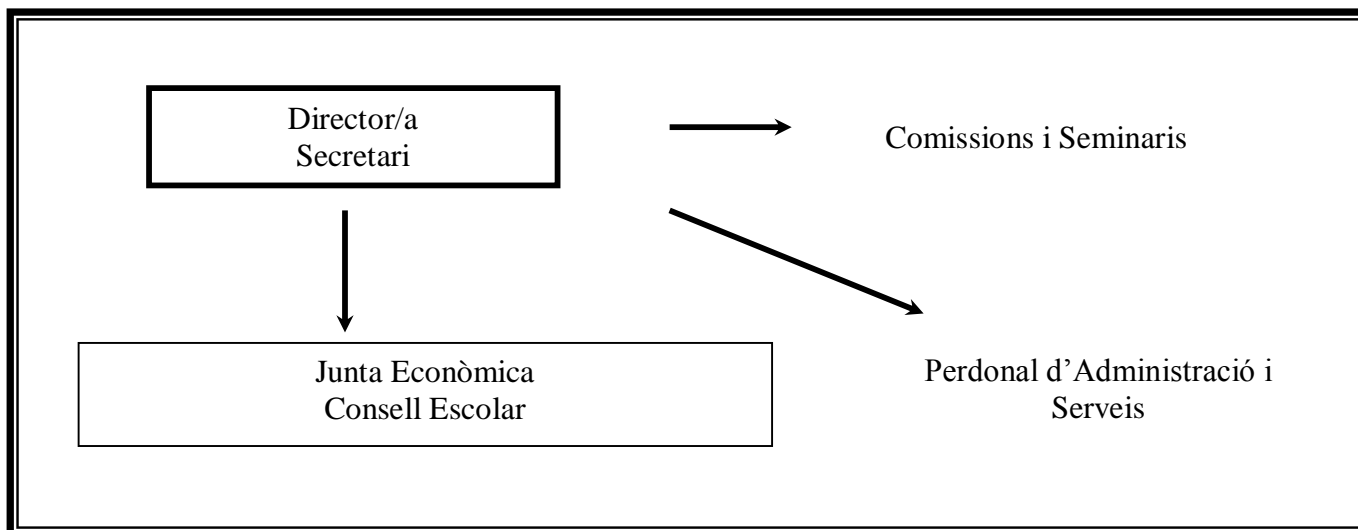 Director/a
Secretari
Comissions i Seminaris
Junta Econòmica
Consell Escolar
Perdonal d’Administració i
Serveis